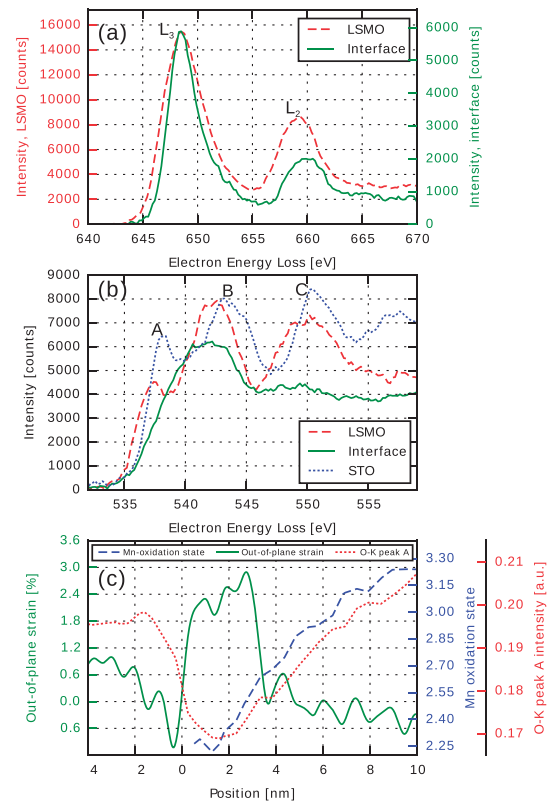 (a)
L3
L2
LSMO
Interface
16000
14000
12000
10000
8000
6000
4000
2000
0
Intensity, LSMO [counts]
6000
5000
4000
3000
2000
1000
0
Intensity, interface [counts]
640 645 650 655 660 665 670
Electron Energy Loss [eV]
(b)
A
B
C
9000
8000
7000
6000
5000
4000
3000
2000
1000
0
Intensity [counts]
LSMO
Interface
STO
535 540 545 550 555
Electron Energy Loss [eV]
(c)
Mn-oxidation state Out-of-plane strain O-K peak A
3.6
3.0
2.4
1.8
1.2
0.6
0.0
0.6
Out-of-plane strain [%]
3.30
3.15
3.00
2.85
2.70
2.55
2.40
2.25
Mn oxidation state
0.21
0.20
0.19
0.18
0.17
O-K peak A intensity [a.u.]
4 2 0 2 4 6 8 10
Position [nm]